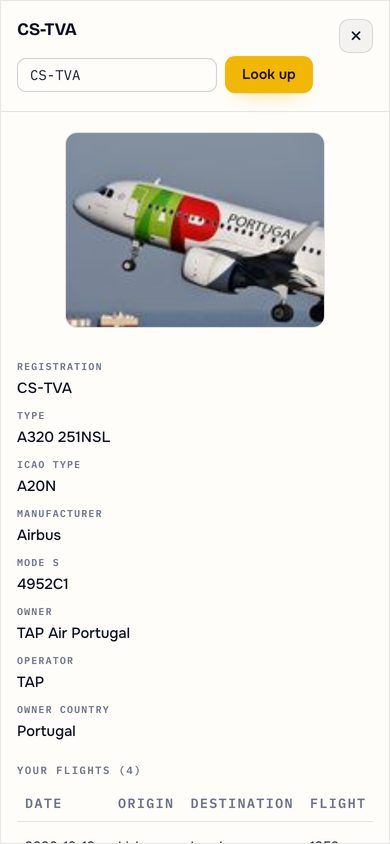 CS-TVA
×
CS-TVA
Look up
PORTUGAL
REGISTRATION
CS-TVA
TYPE
A320 251NSL
ICAO TYPE
A20N
MANUFACTURER
Airbus
MODE S
4952C1
OWNER
TAP Air Portugal
OPERATOR
TAP
OWNER COUNTRY
Portugal
YOUR FLIGHTS (4)
DATE ORIGIN DESTINATION FLIGHT